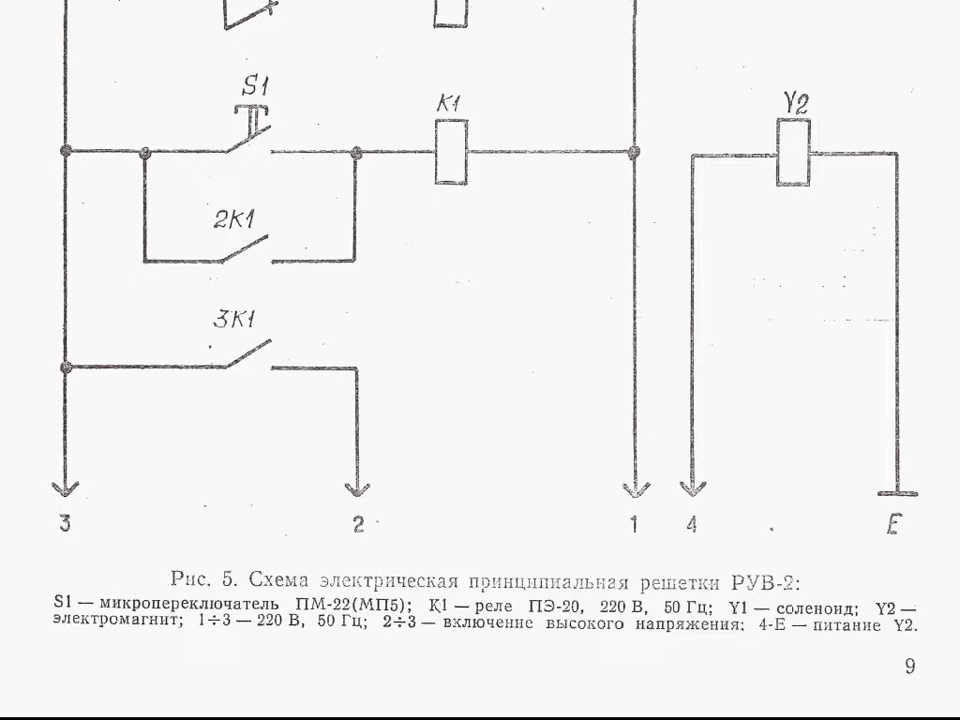 S1
K1
Y2
2K1
3K1
3 2 1 4 E
Рис. 5. Схема электрическая принципиальная решетки РУВ-2:
S1 — микропереключатель ПМ-22(МП5); К1 — реле ПЭ-20, 220 В, 50 Гц; Y1 — соленоид; Y2 —
электромагнит; 1÷3 — 220 В, 50 Гц; 2÷3 — включение высокого напряжения; 4-Е — питание Y2.
9